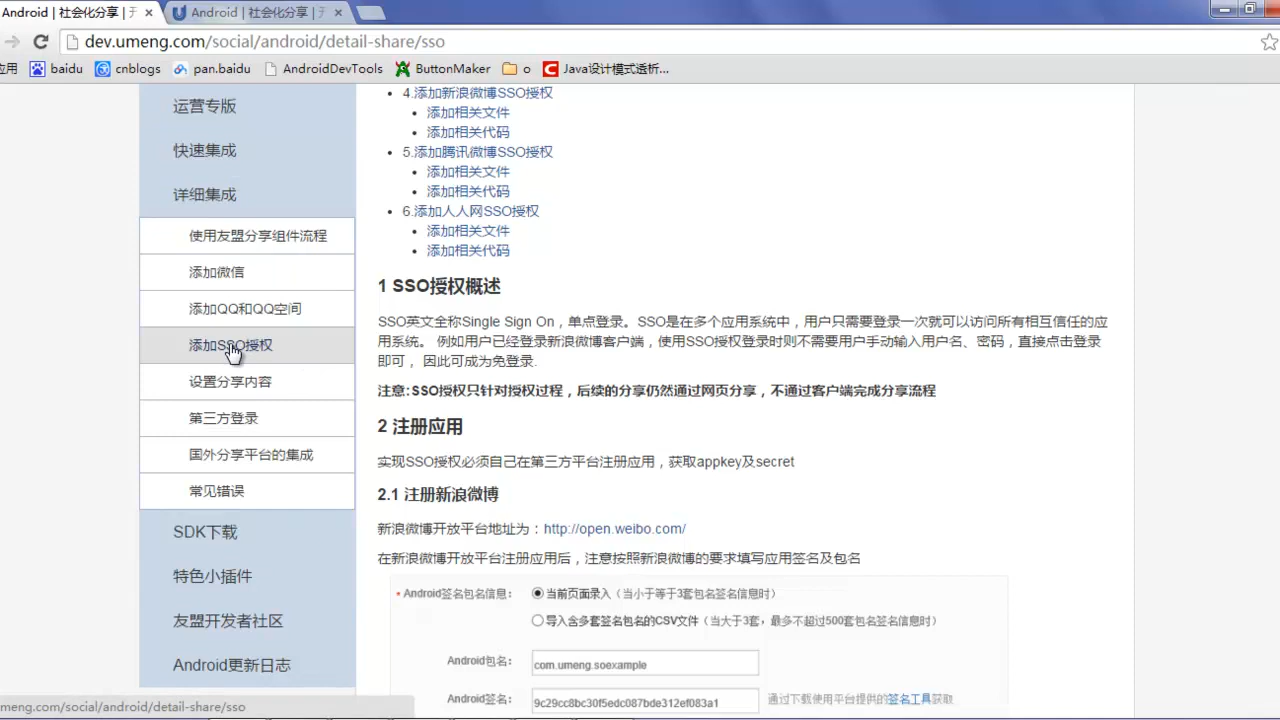 Android | 社会化分享 |
Android | 社会化分享 |
dev.umeng.com/social/android/detail-share/sso
应用 baidu cnblogs pan.baidu AndroidDevTools ButtonMaker o Java设计模式透析...
运营专版
快速集成
详细集成
使用友盟分享组件流程
添加微信
添加QQ和QQ空间
添加SSO授权
设置分享内容
第三方登录
国外分享平台的集成
常见错误
SDK下载
特色小插件
友盟开发者社区
Android更新日志
4.添加新浪微博SSO授权
添加相关文件
添加相关代码
5.添加腾讯微博SSO授权
添加相关文件
添加相关代码
6.添加人人网SSO授权
添加相关文件
添加相关代码
1 SSO授权概述
SSO英文全称Single Sign On，单点登录。SSO是在多个应用系统中，用户只需要登录一次就可以访问所有相互信任的应
用系统。 例如用户已经登录新浪微博客户端，使用SSO授权登录时则不需要用户手动输入用户名、密码，直接点击登录
即可， 因此可成为免登录.
注意:SSO授权只针对授权过程，后续的分享仍然通过网页分享，不通过客户端完成分享流程
2 注册应用
实现SSO授权必须自己在第三方平台注册应用，获取appkey及secret
2.1 注册新浪微博
新浪微博开放平台地址为：http://open.weibo.com/
在新浪微博开放平台注册应用后，注意按照新浪微博的要求填写应用签名及包名
* Android签名包名信息： 当前页面录入（当小于等于3套包名签名信息时）
导入含多套签名包名的CSV文件（当大于3套，最多不超过500套包名签名信息时）
Android包名： com.umeng.soexample
Android签名： 9c29cc8bc30f5edc087bde312ef083a1 通过下载使用平台提供的签名工具获取
meng.com/social/android/detail-share/sso